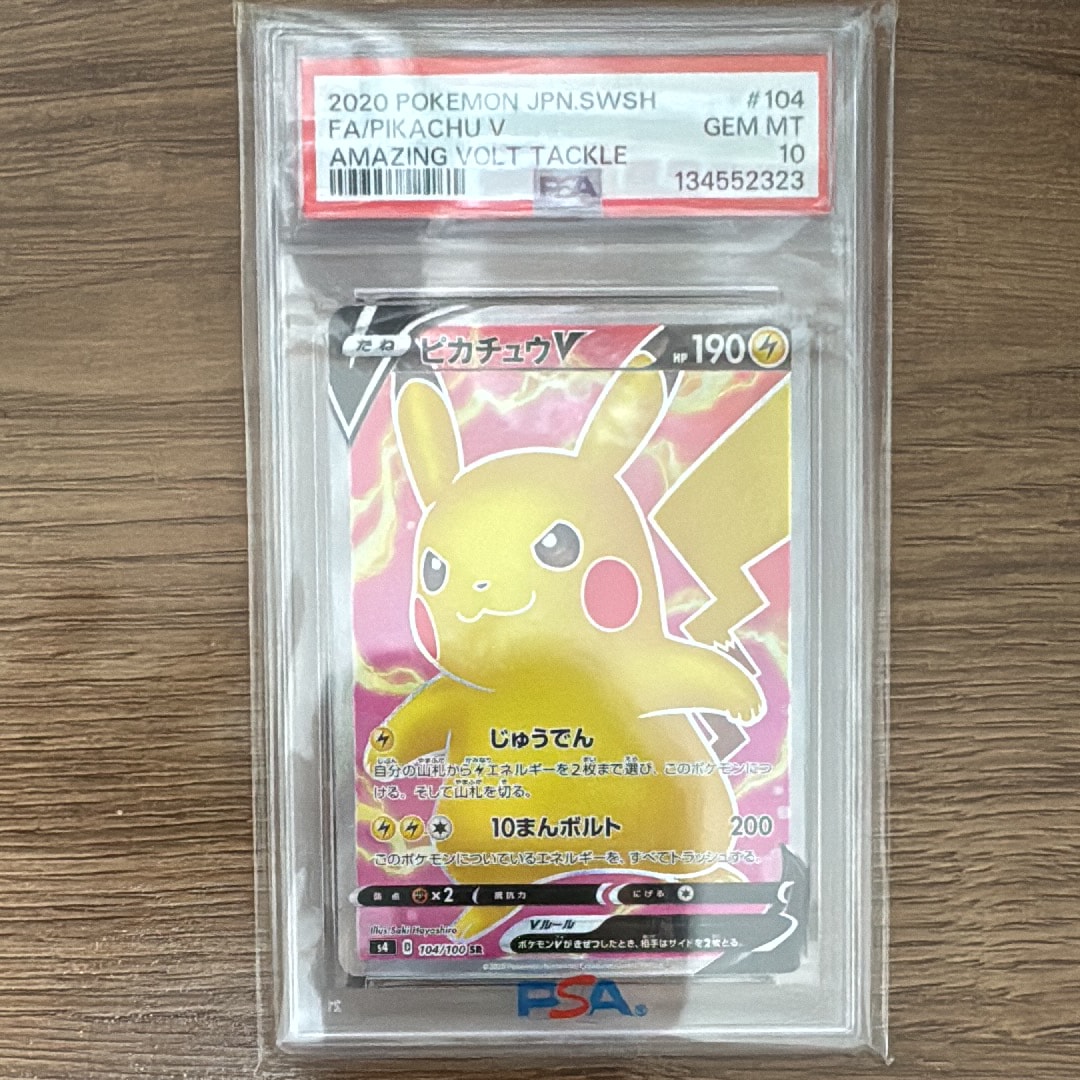 2020 POKEMON JPN.SWSH #104
FA/PIKACHU V GEM MT
AMAZING VOLT TACKLE 10
PSA 134552323
たね ピカチュウV HP 190
じゅうでん
自分の山札からエネルギーを2枚まで選び、このポケモンにつ
ける。そして山札を切る。
10まんボルト 200
このポケモンについているエネルギーを、すべてトラッシュする。
弱点 ×2 抵抗力 にげる
Illus. Saki Hayashiro
Vルール
ポケモンVがきぜつしたとき、相手はサイドを2枚とる。
S4 D 104/100 SR
©2020
PSA®